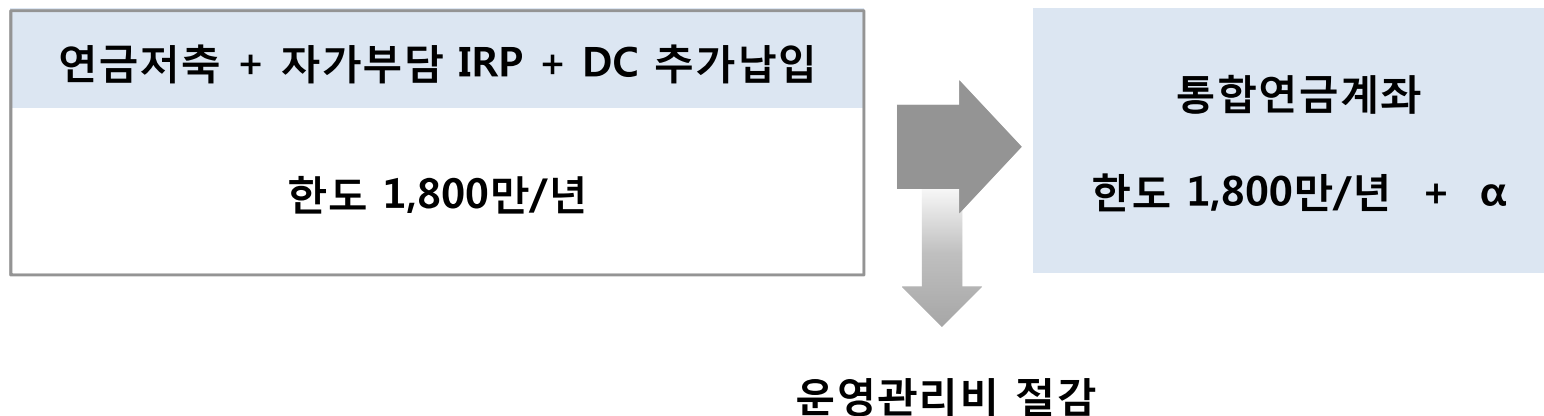 연금저축 + 자가부담 IRP + DC 추가납입
한도 1,800만/년
통합연금계좌
한도 1,800만/년 + α
운영관리비 절감